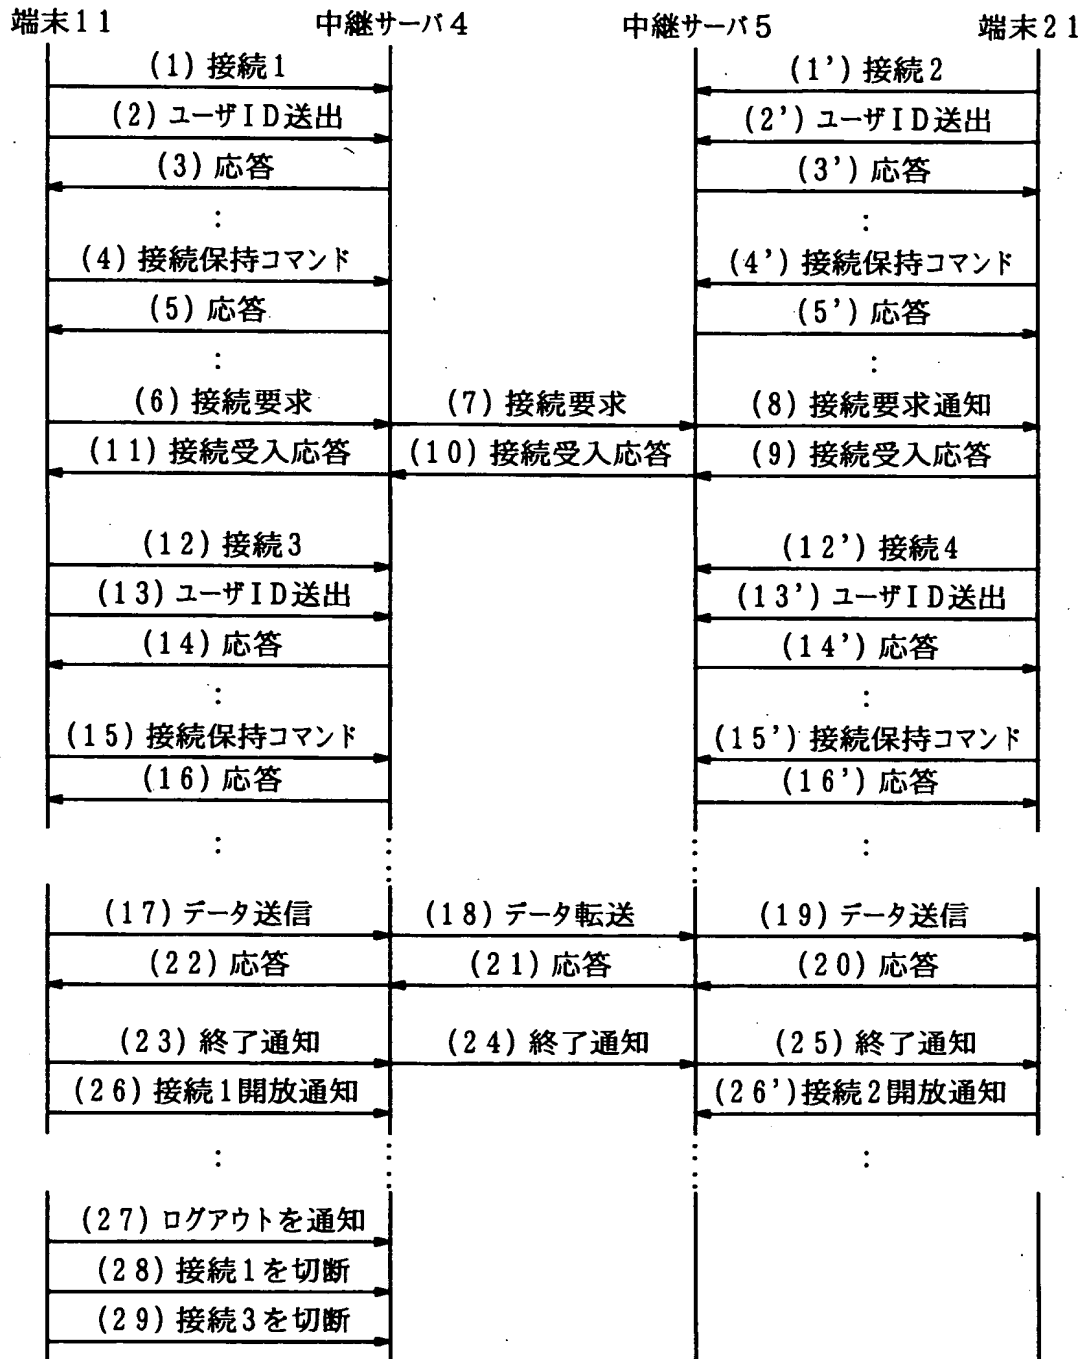 端末11 中継サーバ4 中継サーバ5 端末21
(1) 接続1 (1') 接続2
(2) ユーザID送出 (2') ユーザID送出
(3) 応答 (3') 応答
(4) 接続保持コマンド (4') 接続保持コマンド
(5) 応答 (5') 応答
(6) 接続要求 (7) 接続要求 (8) 接続要求通知
(11) 接続受入応答 (10) 接続受入応答 (9) 接続受入応答
(12) 接続3 (12') 接続4
(13) ユーザID送出 (13') ユーザID送出
(14) 応答 (14') 応答
(15) 接続保持コマンド (15') 接続保持コマンド
(16) 応答 (16') 応答
(17) データ送信 (18) データ転送 (19) データ送信
(22) 応答 (21) 応答 (20) 応答
(23) 終了通知 (24) 終了通知 (25) 終了通知
(26) 接続1開放通知 (26')接続2開放通知
(27) ログアウトを通知
(28) 接続1を切断
(29) 接続3を切断